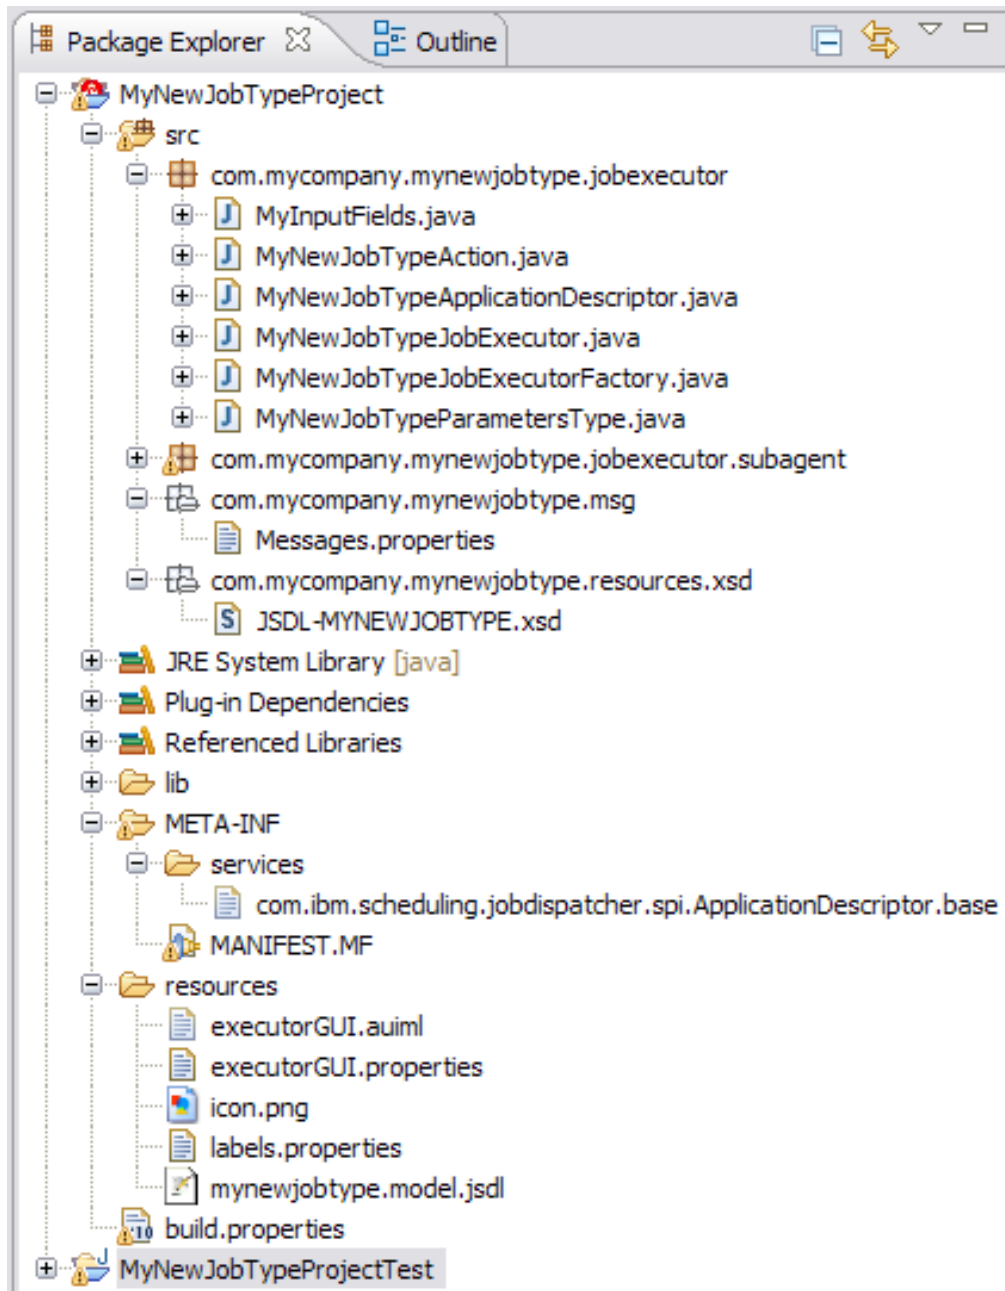 Package Explorer Outline
MyNewJobTypeProject
src
com.mycompany.mynewjobtype.jobexecutor
MyInputFields.java
MyNewJobTypeAction.java
MyNewJobTypeApplicationDescriptor.java
MyNewJobTypeJobExecutor.java
MyNewJobTypeJobExecutorFactory.java
MyNewJobTypeParametersType.java
com.mycompany.mynewjobtype.jobexecutor.subagent
com.mycompany.mynewjobtype.msg
Messages.properties
com.mycompany.mynewjobtype.resources.xsd
JSDL-MYNEWJOBTYPE.xsd
JRE System Library [java]
Plug-in Dependencies
Referenced Libraries
lib
META-INF
services
com.ibm.scheduling.jobdispatcher.spi.ApplicationDescriptor.base
MANIFEST.MF
resources
executorGUI.auiml
executorGUI.properties
icon.png
labels.properties
mynewjobtype.model.jsdl
build.properties
MyNewJobTypeProjectTest